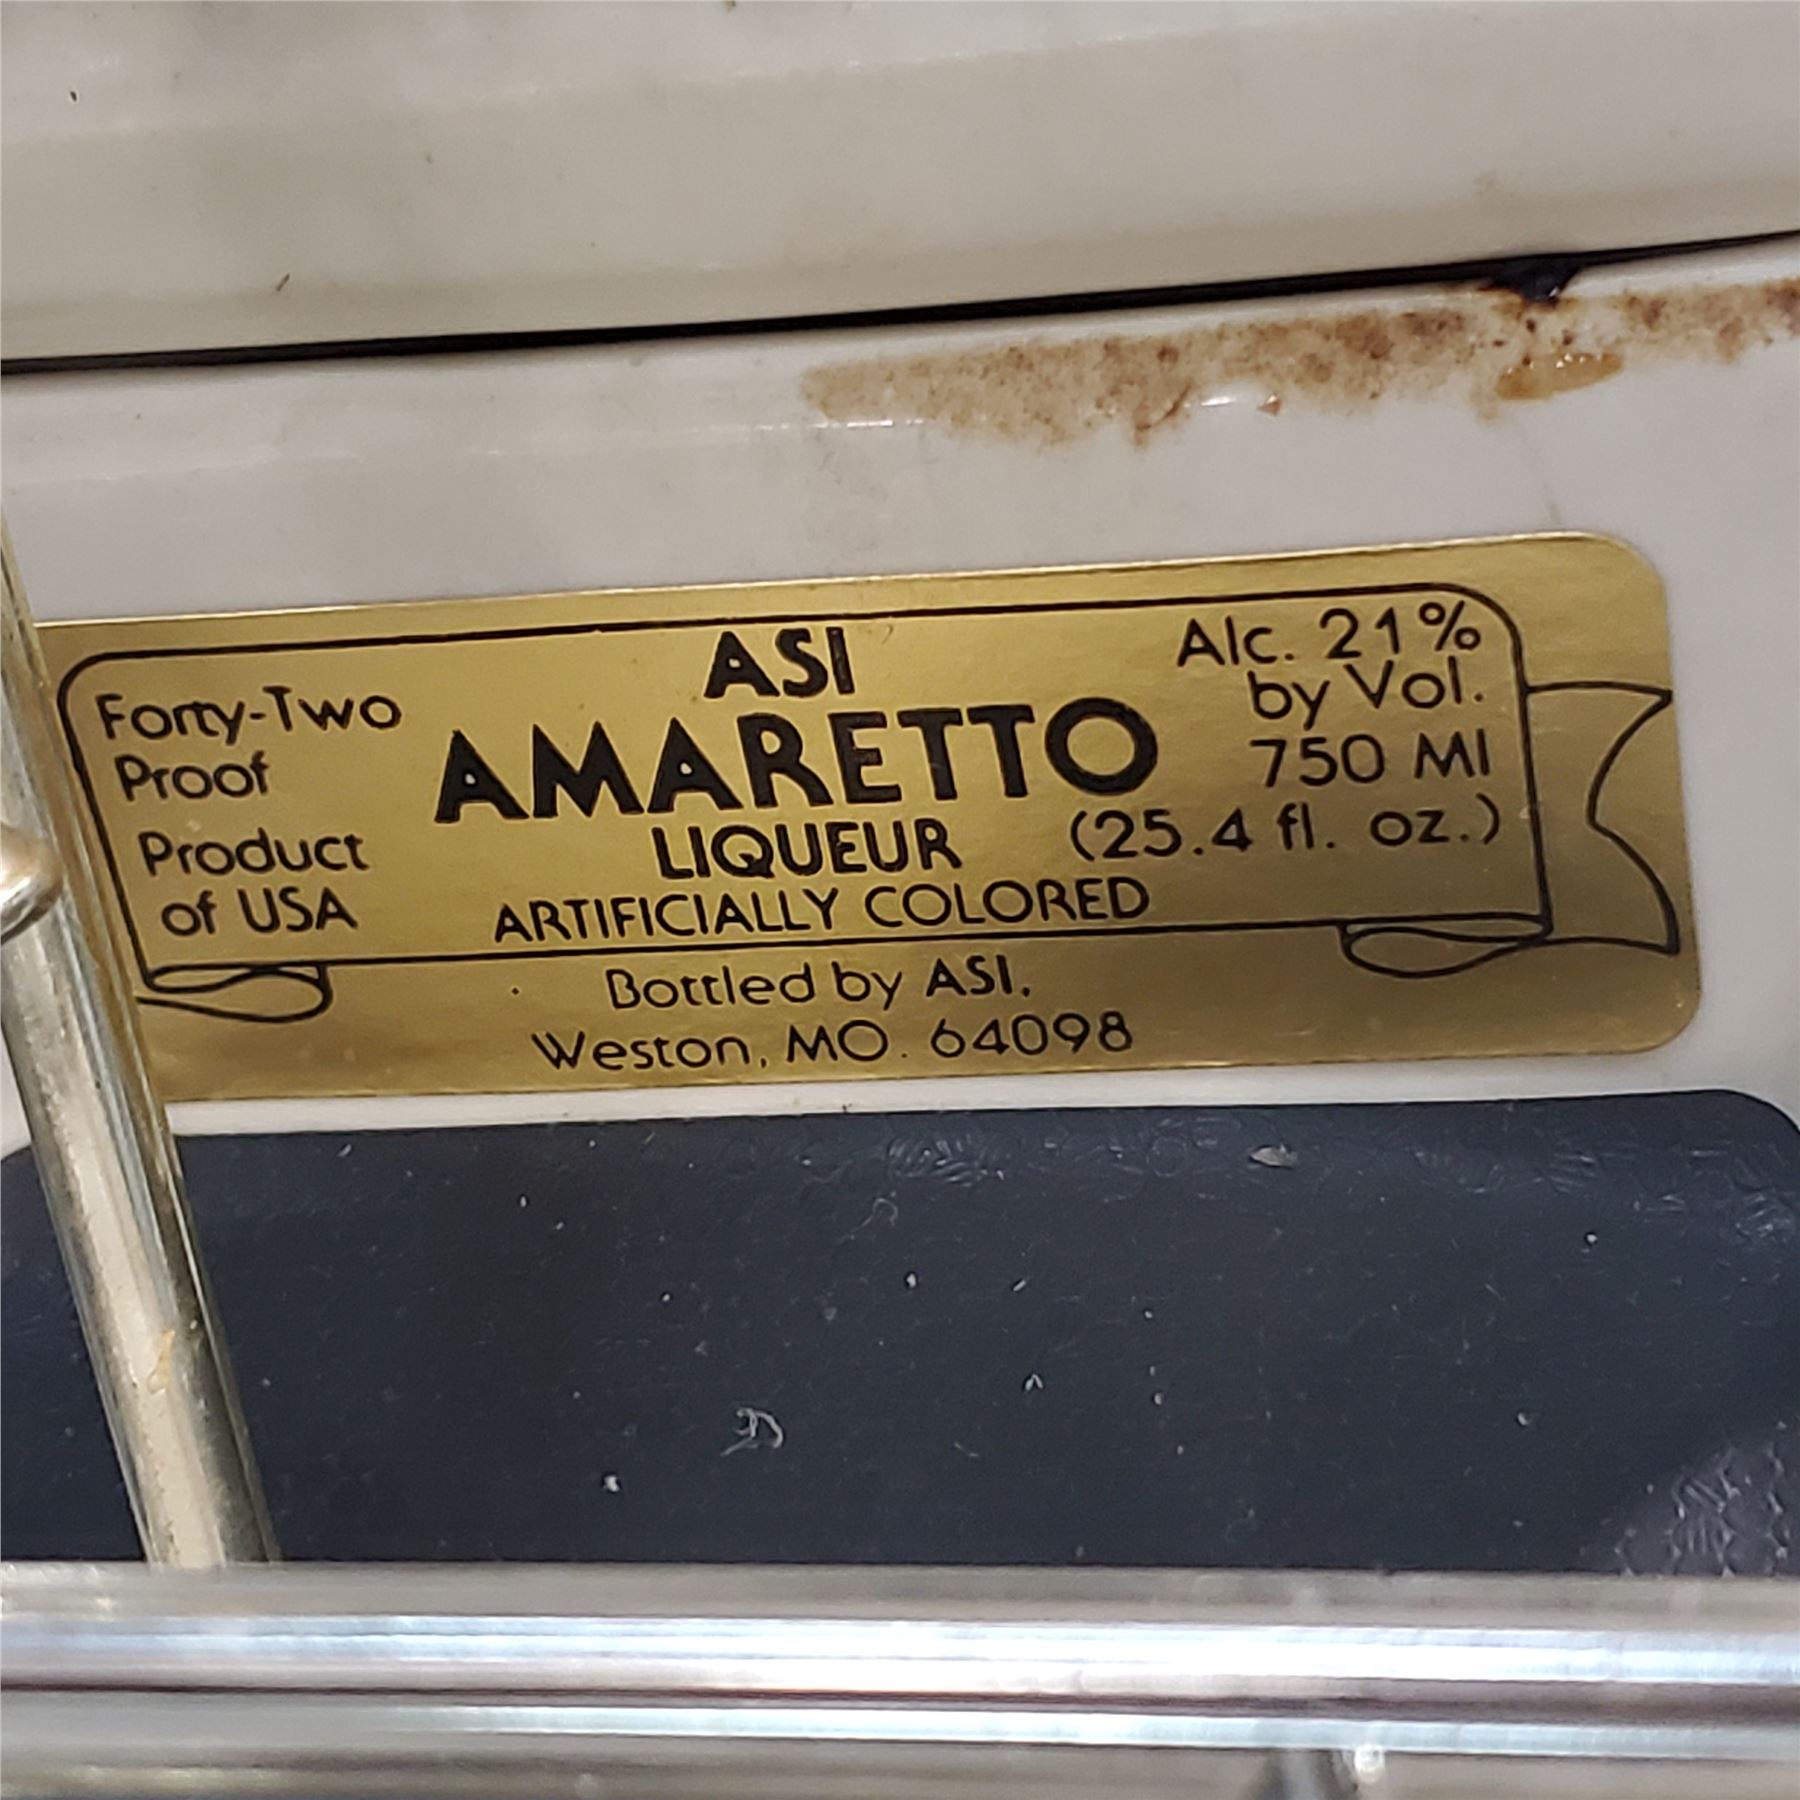 ASI
AMARETTO
LIQUEUR
ARTIFICIALLY COLORED
Forty-Two
Proof
Product
of USA
Alc. 21%
by Vol.
750 Ml
(25.4 fl. oz.)
Bottled by ASI.
Weston, MO. 64098